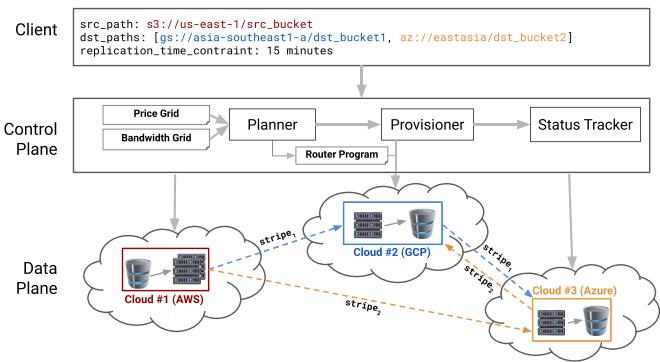 Client
src_path: s3://us-east-1/src_bucket
dst_paths: [gs://asia-southeast1-a/dst_bucket1, az://eastasia/dst_bucket2]
replication_time_contraint: 15 minutes
Control
Plane
Price Grid
Bandwidth Grid
Planner
Provisioner
Status Tracker
Router Program
Data
Plane
Cloud #1 (AWS)
stripe1
Cloud #2 (GCP)
stripe1
stripe2
stripe2
Cloud #3 (Azure)